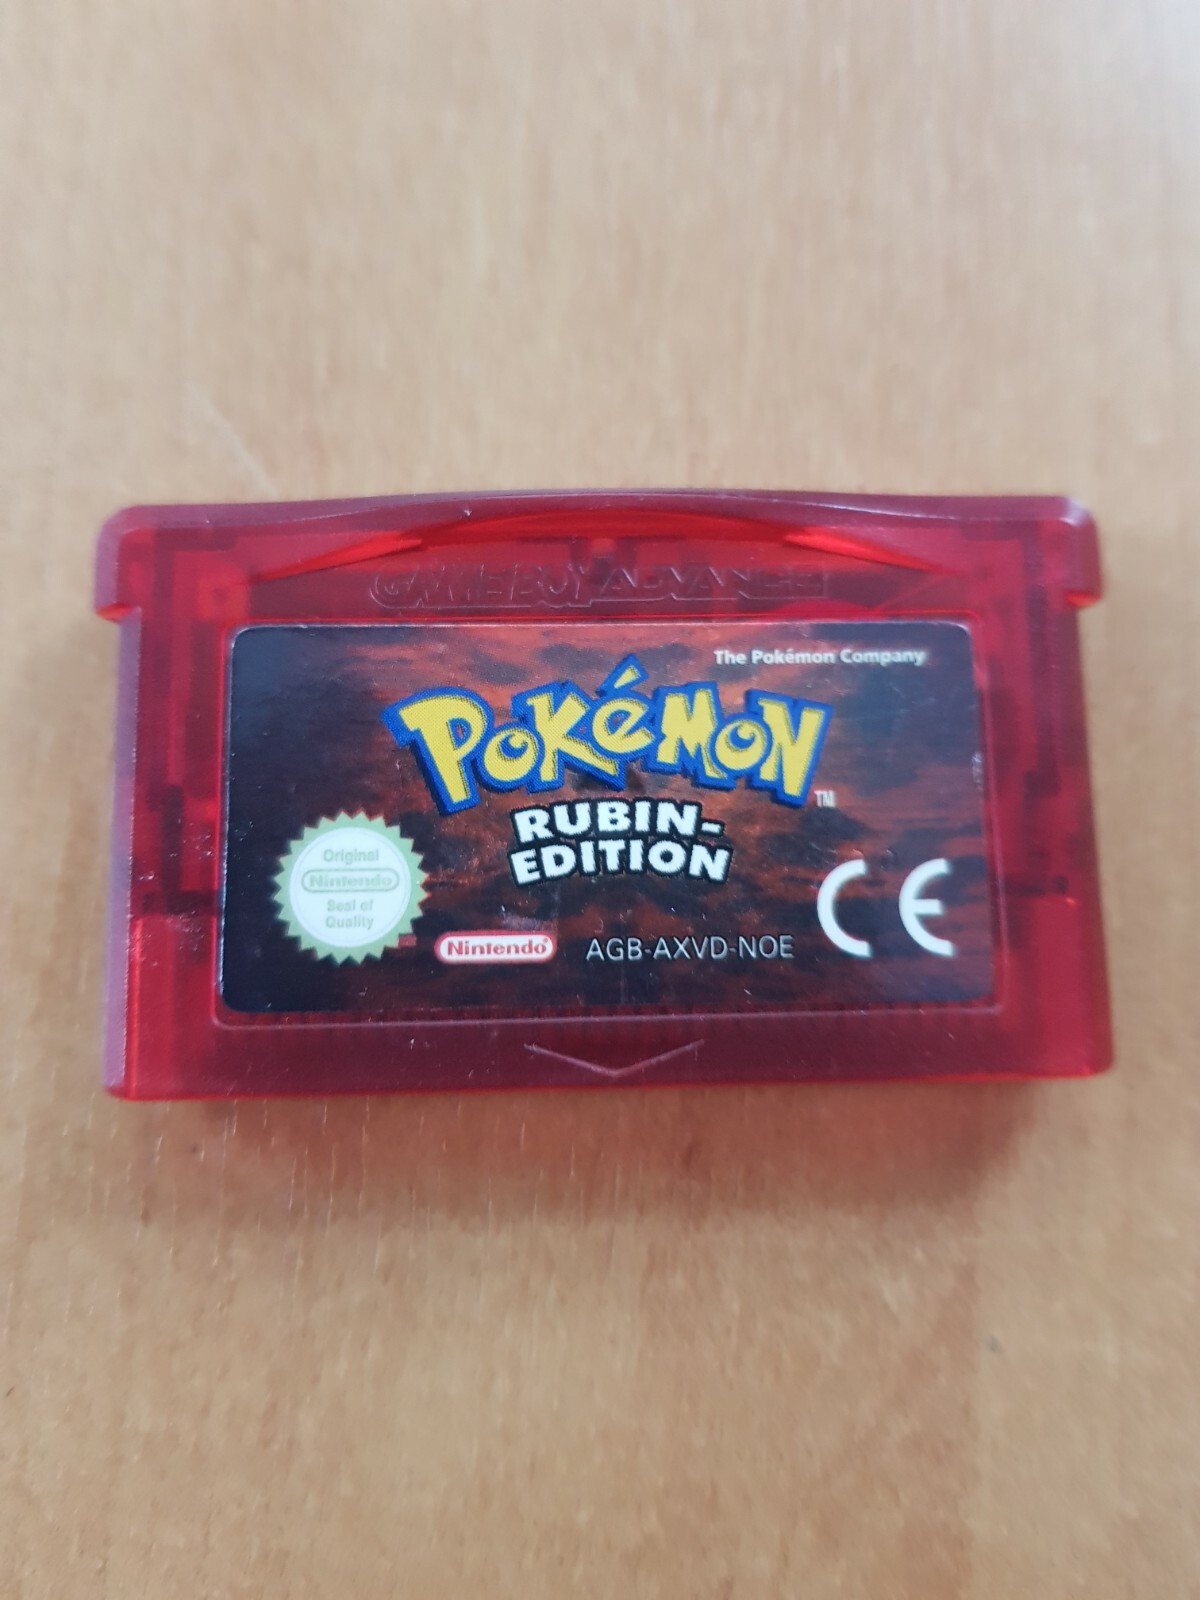 GAME BOY ADVANCE
The Pokémon Company
POKéMON
TM
RUBIN-
EDITION
Original
Nintendo
Seal of
Quality
Nintendo®
AGB-AXVD-NOE
CE